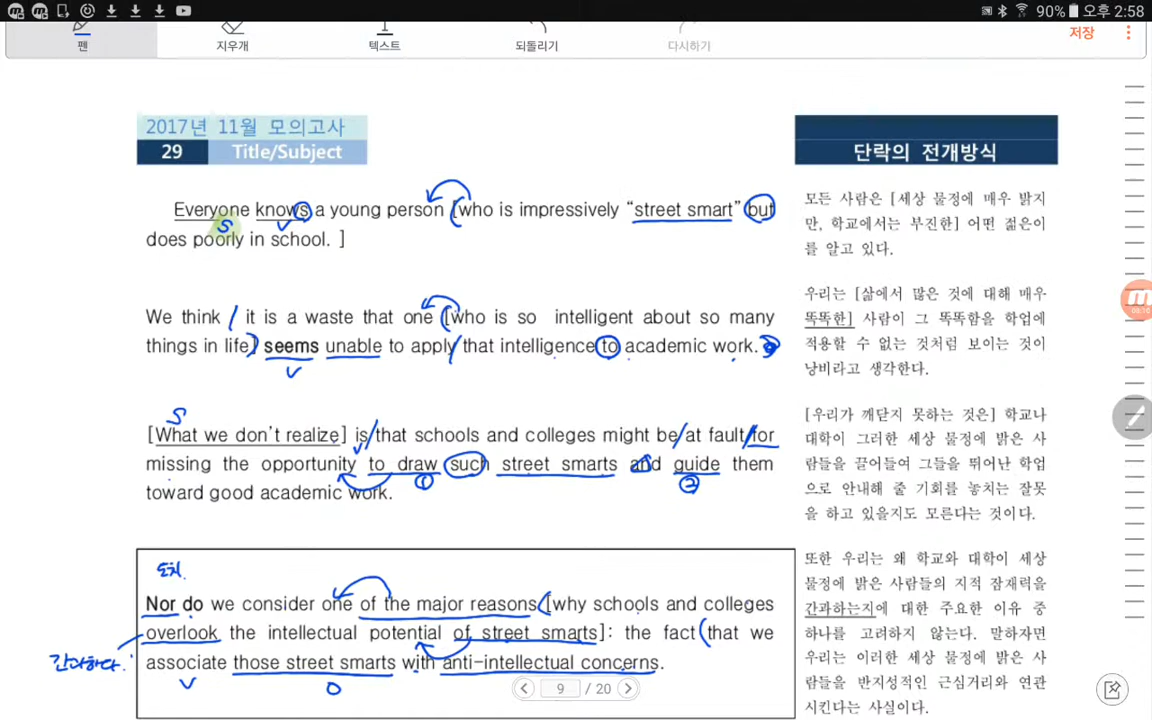 90% 오후 2:58
펜
지우개
텍스트
되돌리기
다시하기
저장
2017년 11월 모의고사
29 Title/Subject
Everyone knows a young person [who is impressively “street smart” but
S
does poorly in school. ]
We think / it is a waste that one [who is so intelligent about so many
things in life] seems unable to apply/ that intelligence to academic work.
V
S
[What we don't realize] is/ that schools and colleges might be/ at fault/ for
missing the opportunity to draw such street smarts and guide them
① ②
toward good academic work.
도치.
Nor do we consider one of the major reasons [why schools and colleges
overlook the intellectual potential of street smarts]: the fact (that we
간과하다.
associate those street smarts with anti-intellectual concerns.
V O
단락의 전개방식
모든 사람은 [세상 물정에 매우 밝지
만, 학교에서는 부진한] 어떤 젊은이
를 알고 있다.
우리는 [삶에서 많은 것에 대해 매우
똑똑한] 사람이 그 똑똑함을 학업에
적용할 수 없는 것처럼 보이는 것이
낭비라고 생각한다.
[우리가 깨닫지 못하는 것은] 학교나
대학이 그러한 세상 물정에 밝은 사
람들을 끌어들여 그들을 뛰어난 학업
으로 안내해 줄 기회를 놓치는 잘못
을 하고 있을지도 모른다는 것이다.
또한 우리는 왜 학교와 대학이 세상
물정에 밝은 사람들의 지적 잠재력을
간과하는지에 대한 주요한 이유 중
하나를 고려하지 않는다. 말하자면
우리는 이러한 세상 물정에 밝은 사
람들을 반지성적인 근심거리와 연관
시킨다는 사실이다.
9 / 20